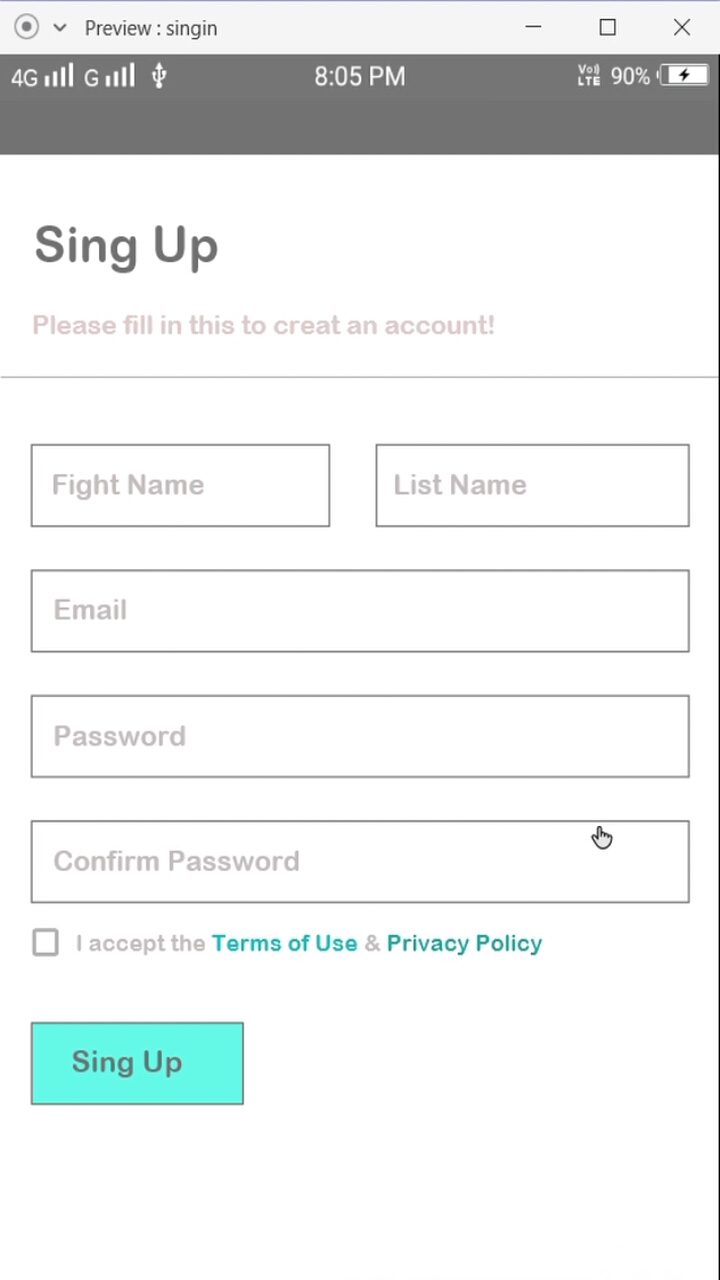 Preview : singin
4G G 8:05 PM Vo)) LTE 90%
Sing Up
Please fill in this to creat an account!
Fight Name List Name
Email
Password
Confirm Password
I accept the Terms of Use & Privacy Policy
Sing Up